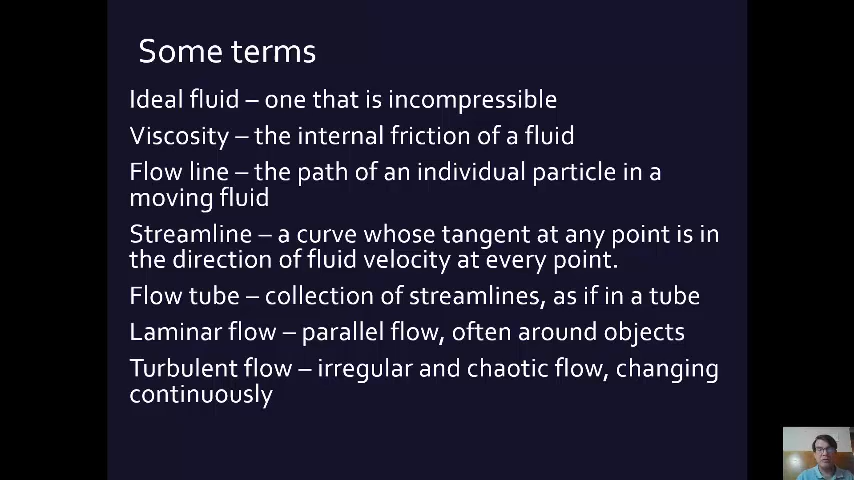 Some terms
Ideal fluid – one that is incompressible
Viscosity – the internal friction of a fluid
Flow line – the path of an individual particle in a
moving fluid
Streamline – a curve whose tangent at any point is in
the direction of fluid velocity at every point.
Flow tube – collection of streamlines, as if in a tube
Laminar flow – parallel flow, often around objects
Turbulent flow – irregular and chaotic flow, changing
continuously